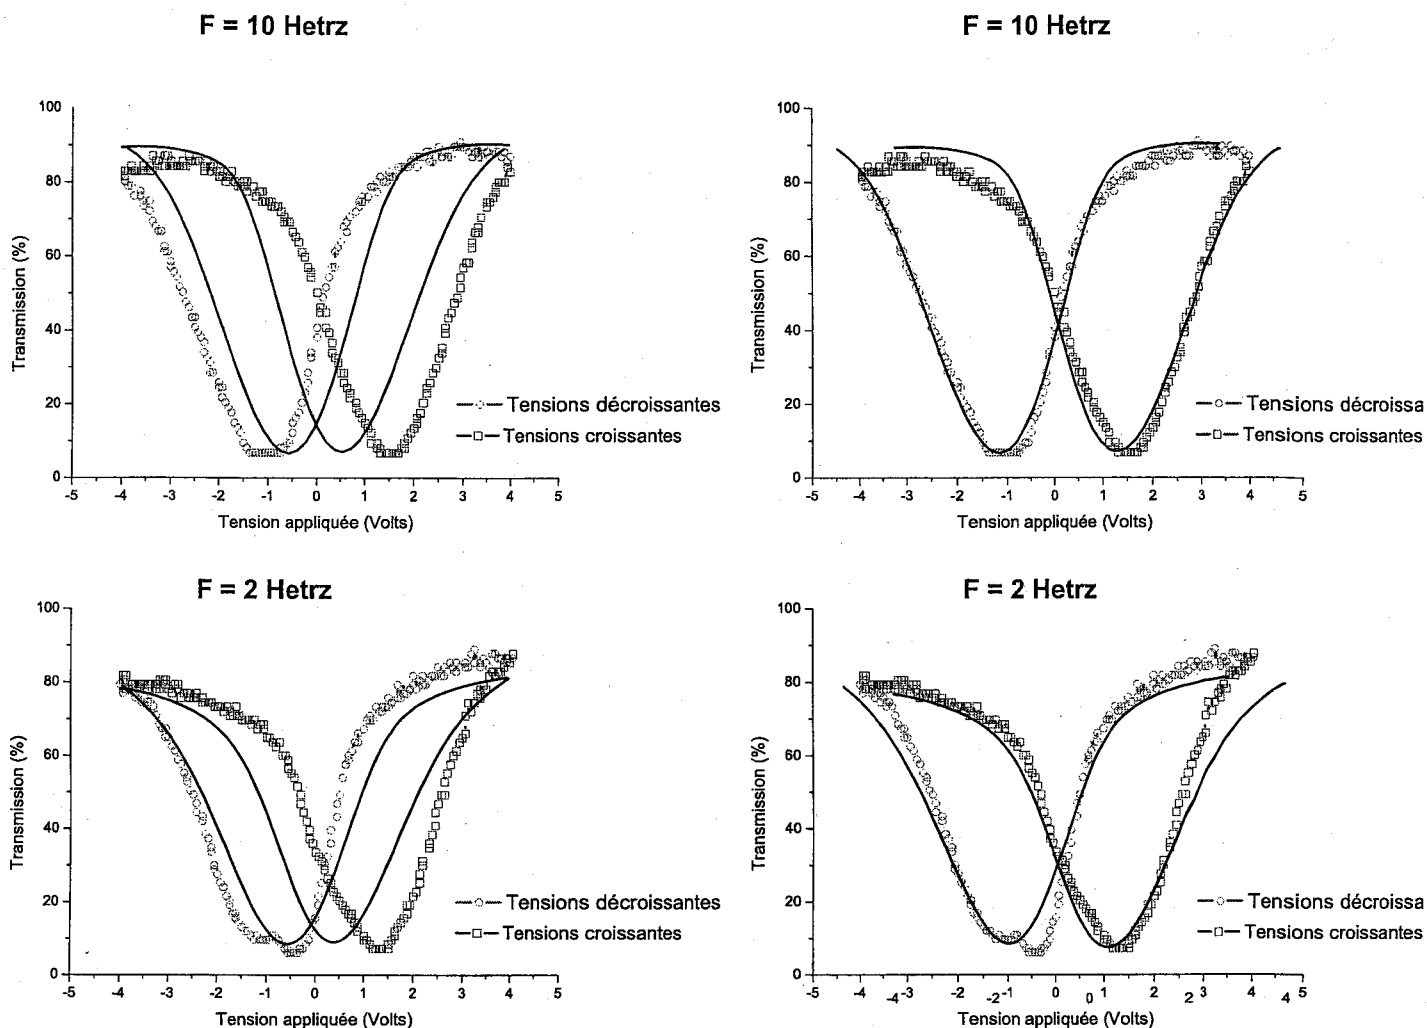 F = 10 Hetrz
100
80
60
40
20
0
Transmission (%)
-5 -4 -3 -2 -1 0 1 2 3 4 5
Tension appliquée (Volts)
Tensions décroissantes
Tensions croissantes
F = 10 Hetrz
100
80
60
40
20
0
Transmission (%)
-5 -4 -3 -2 -1 0 1 2 3 4 5
Tension appliquée (Volts)
Tensions décroissa
Tensions croissantes
F = 2 Hetrz
100
80
60
40
20
0
Transmission (%)
-5 -4 -3 -2 -1 0 1 2 3 4 5
Tension appliquée (Volts)
Tensions décroissantes
Tensions croissantes
F = 2 Hetrz
100
80
60
40
20
0
Transmission (%)
-5 -4 -3 -2 -1 0 1 2 3 4 5
-4 -2 0 2 4
Tension appliquée (Volts)
Tensions décroissa
Tensions croissantes